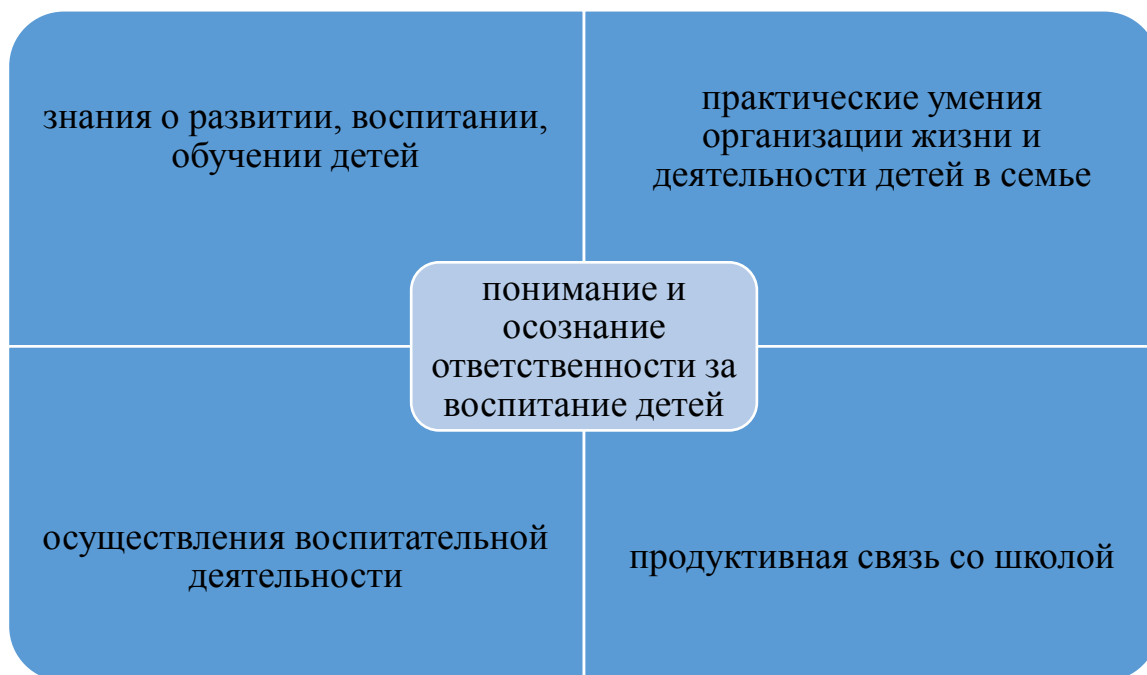 знания о развитии, воспитании,
обучении детей
практические умения
организации жизни и
деятельности детей в семье
понимание и
осознание
ответственности за
воспитание детей
осуществления воспитательной
деятельности
продуктивная связь со школой